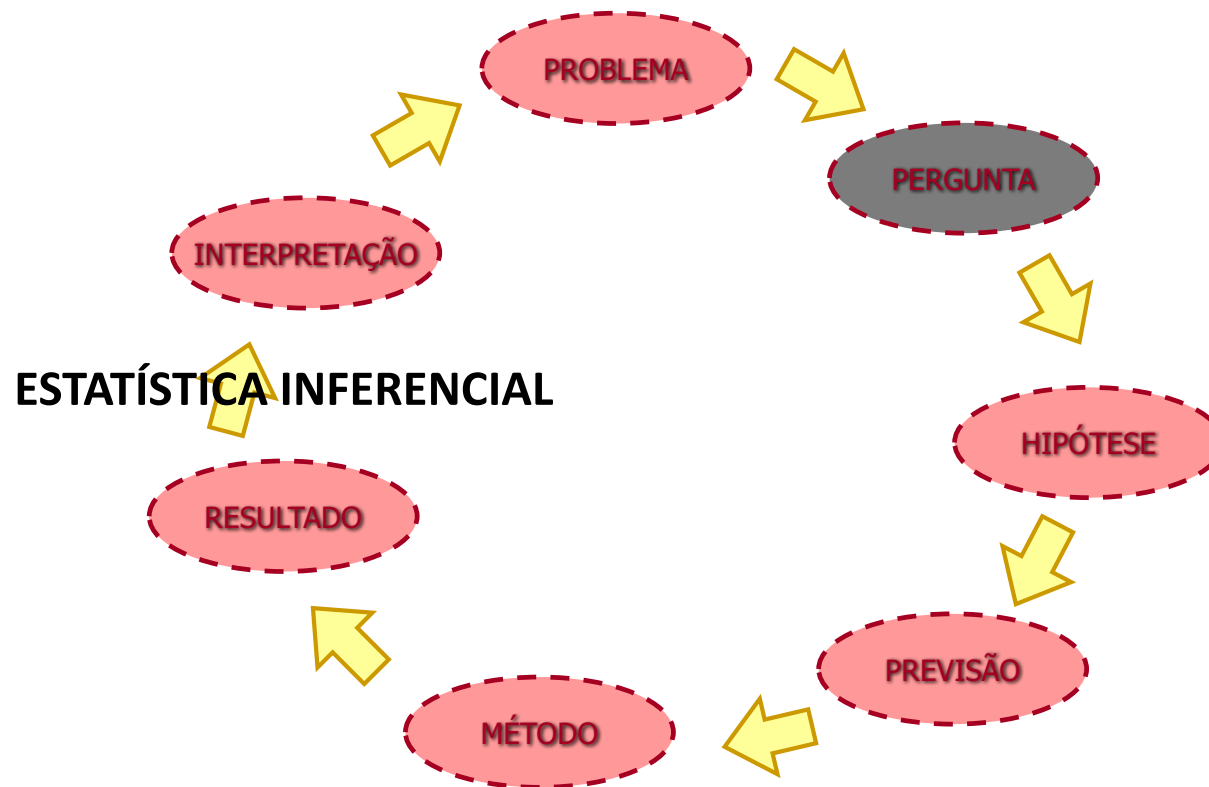 PROBLEMA
PERGUNTA
INTERPRETAÇÃO
ESTATÍSTICA INFERENCIAL
HIPÓTESE
RESULTADO
PREVISÃO
MÉTODO